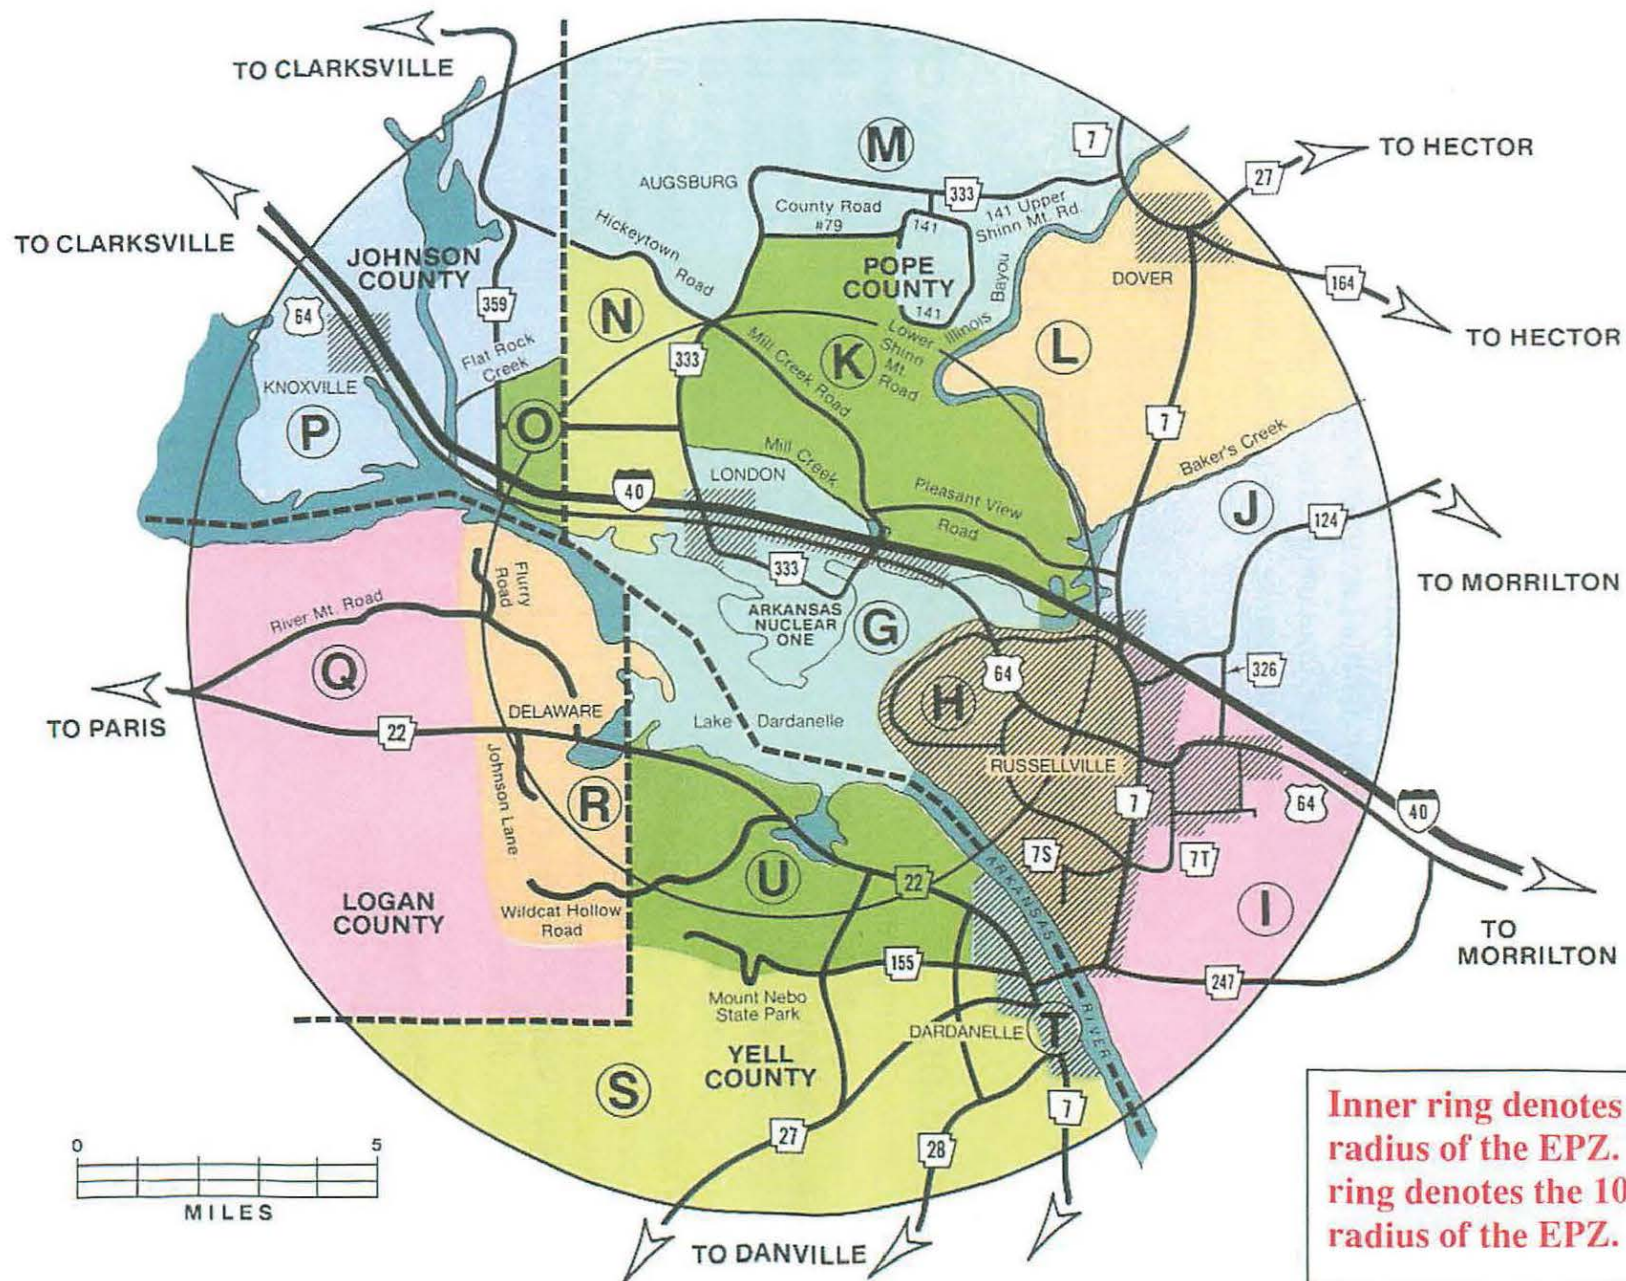 TO CLARKSVILLE
TO CLARKSVILLE
JOHNSON
COUNTY
64
359
KNOXVILLE
P
Flat Rock
Creek
O
N
Hickeytown
Road
AUGSBURG
M
7
333
County Road
#79
141
141 Upper
Shinn Mt. Rd.
POPE
COUNTY
141
Illinois
Bayou
27
TO HECTOR
DOVER
164
TO HECTOR
L
333
Mill Creek Road
K
Lower
Shinn
Mt.
Road
7
Baker's Creek
Mill Creek
LONDON
40
Pleasant View
Road
J
124
TO MORRILTON
333
ARKANSAS
NUCLEAR
ONE
G
Flurry
Road
River Mt. Road
Q
TO PARIS
22
DELAWARE
Johnson Lane
R
Lake Dardanelle
H
64
326
RUSSELLVILLE
7
64
40
7S
7T
U
22
ARKANSAS
RIVER
I
LOGAN
COUNTY
Wildcat Hollow
Road
155
247
TO
MORRILTON
Mount Nebo
State Park
DARDANELLE
T
YELL
COUNTY
S
27
28
7
TO DANVILLE
0 5
MILES
Inner ring denotes
radius of the EPZ.
ring denotes the 10
radius of the EPZ.